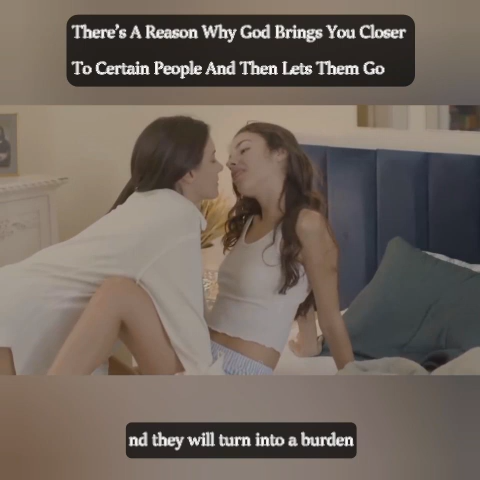 There's A Reason Why God Brings You Closer
To Certain People And Then Lets Them Go
nd they will turn into a burden